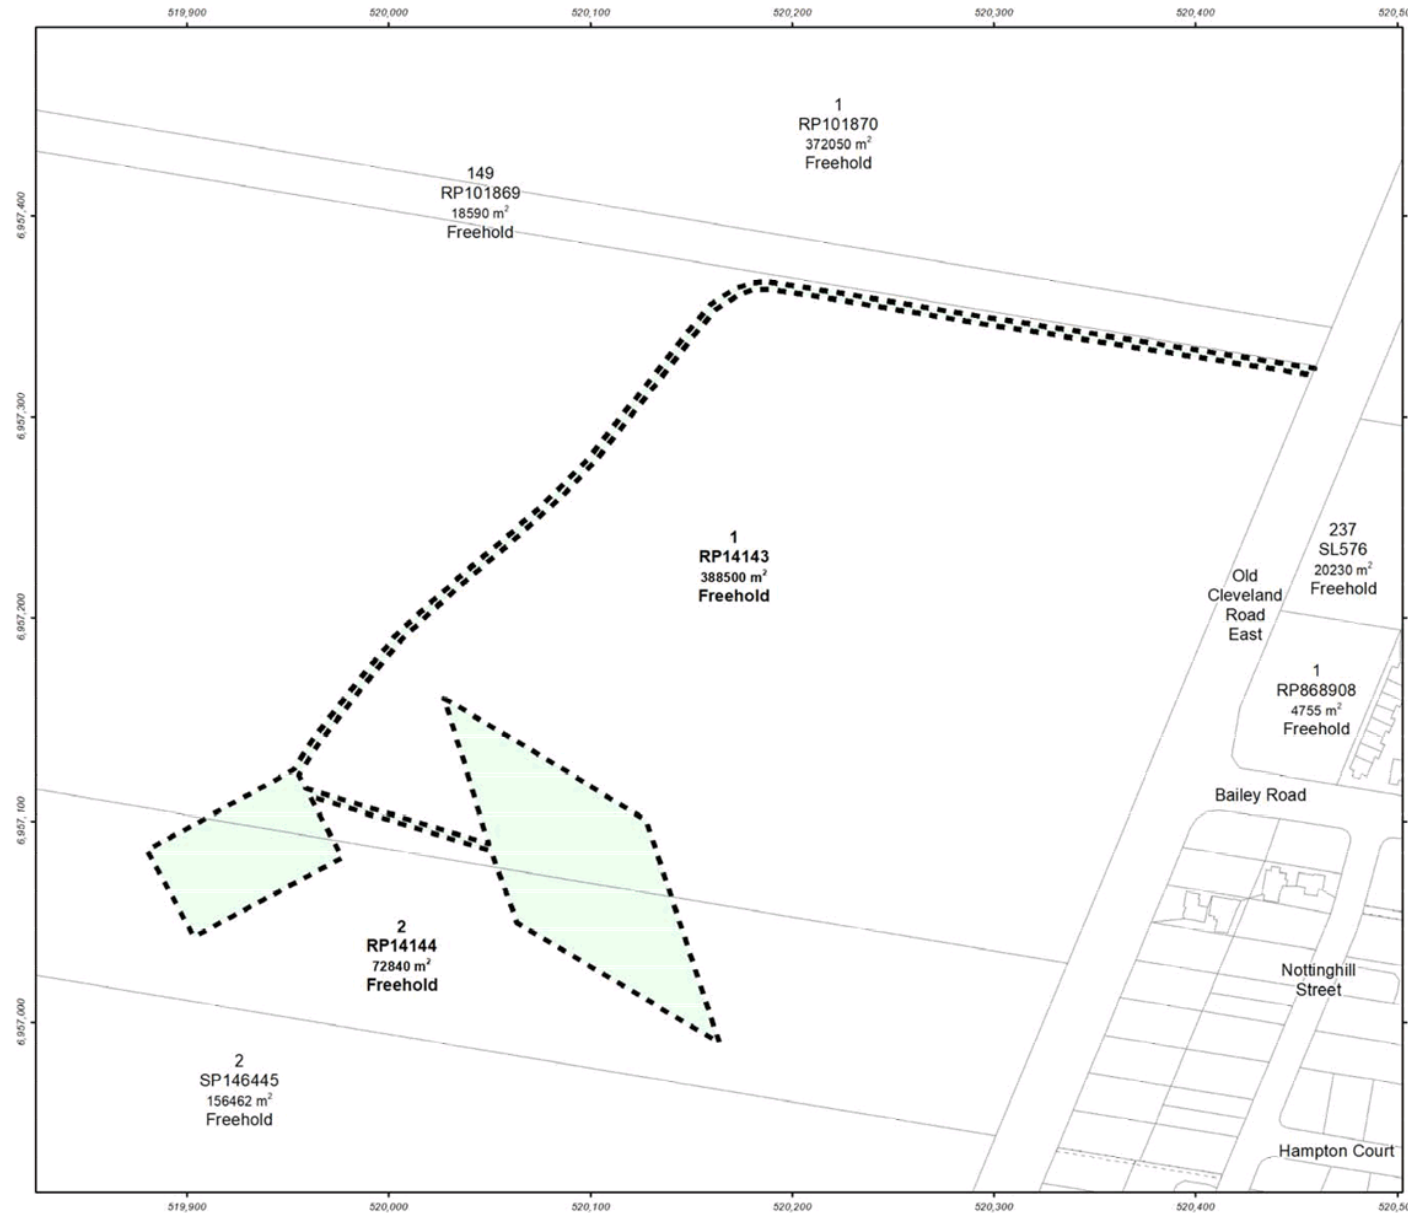 519,900 520,000 520,100 520,200 520,300 520,400 520,50
1
RP101870
372050 m²
Freehold
149
RP101869
18590 m²
Freehold
6,957,400
6,957,300
1
RP14143
388500 m²
Freehold
237
SL576
20230 m²
Freehold
Old
Cleveland
Road
East
6,957,200
1
RP868908
4755 m²
Freehold
Bailey Road
6,957,100
2
RP14144
72840 m²
Freehold
Nottinghill
Street
6,957,000
2
SP146445
156462 m²
Freehold
Hampton Court
519,900 520,000 520,100 520,200 520,300 520,400 520,50